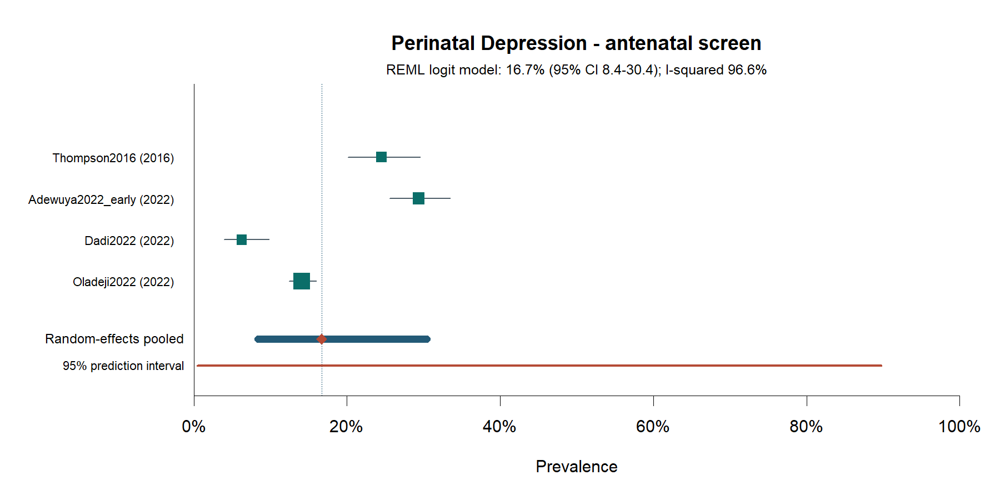 Perinatal Depression - antenatal screen
REML logit model: 16.7% (95% CI 8.4-30.4); I-squared 96.6%
Thompson2016 (2016)
Adewuya2022_early (2022)
Dadi2022 (2022)
Oladeji2022 (2022)
Random-effects pooled
95% prediction interval
0% 20% 40% 60% 80% 100%
Prevalence